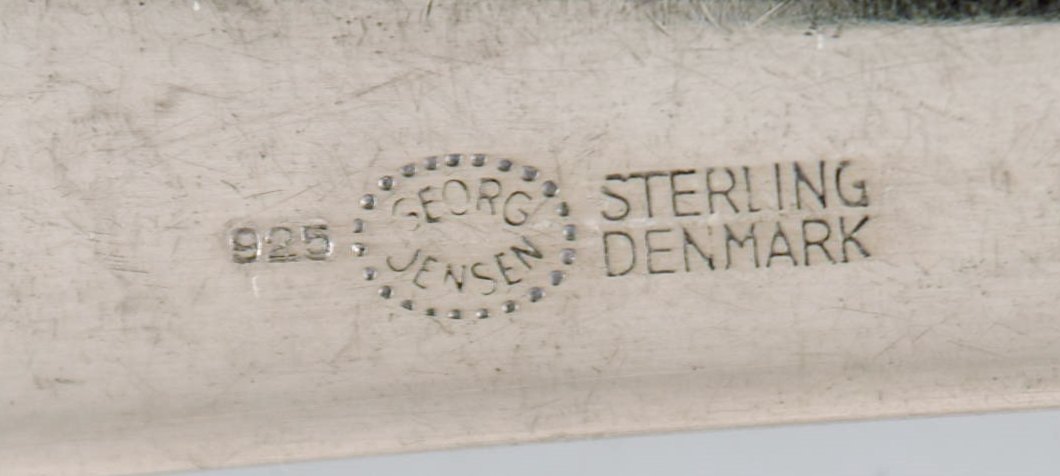 925
GEORG
JENSEN
STERLING
DENMARK